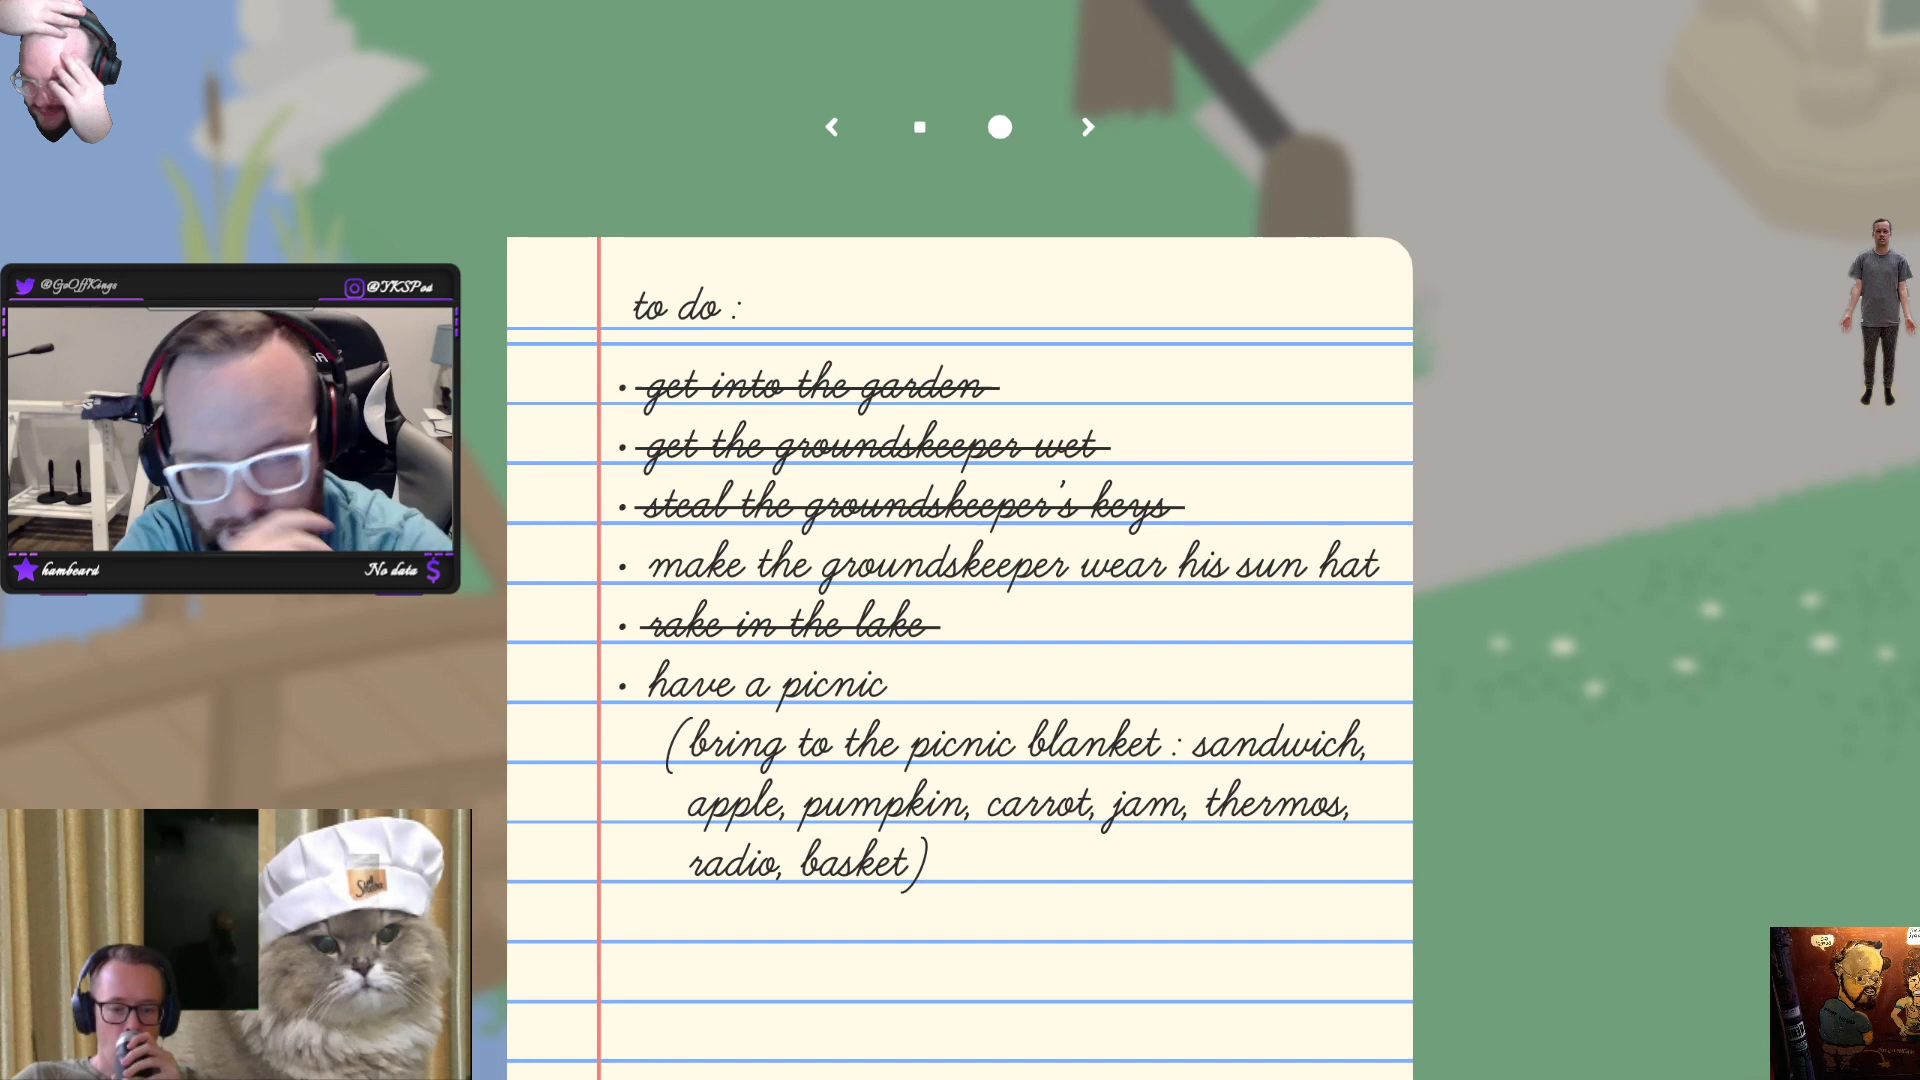 @GoOffKings @YKSPod
hambeard No data $
to do :
• get into the garden
• get the groundskeeper wet
• steal the groundskeeper's keys
• make the groundskeeper wear his sun hat
• rake in the lake
• have a picnic
(bring to the picnic blanket : sandwich,
apple, pumpkin, carrot, jam, thermos,
radio, basket)